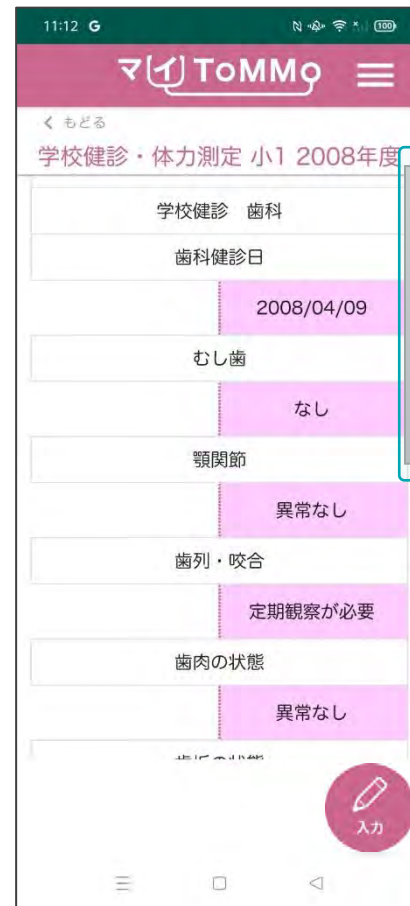 11:12 G
100
マイToMMo
もどる
学校健診・体力測定 小1 2008年度
学校健診 歯科
歯科健診日
2008/04/09
むし歯
なし
顎関節
異常なし
歯列・咬合
定期観察が必要
歯肉の状態
異常なし
入力